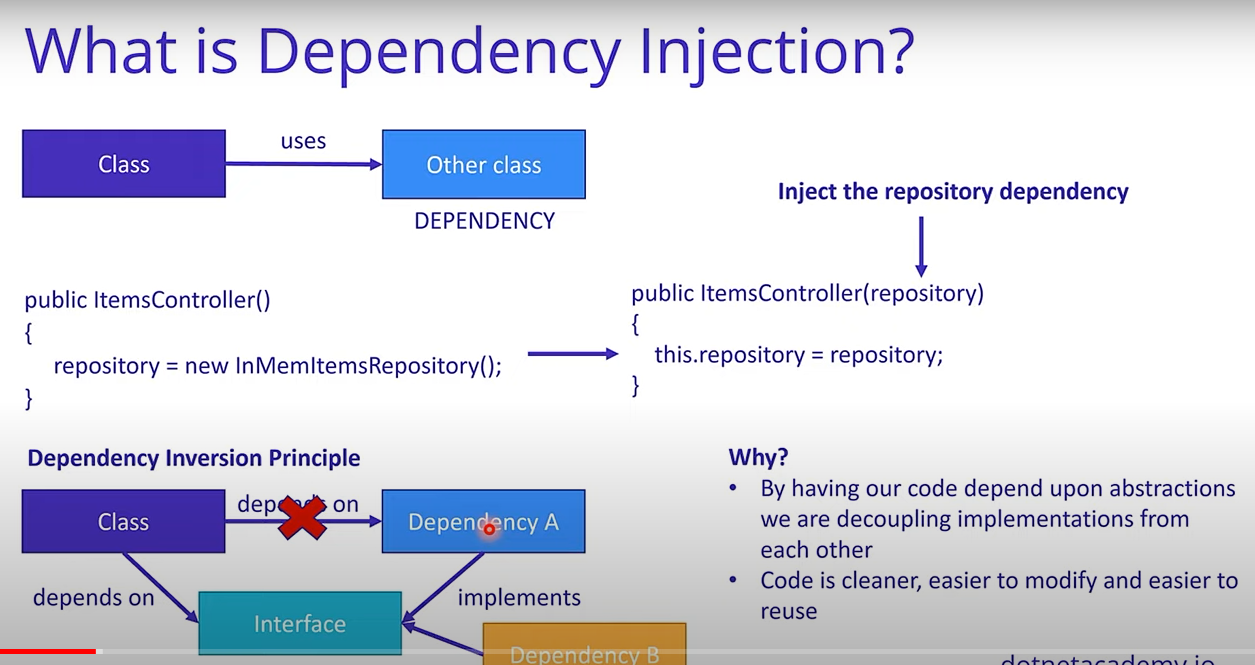 What is Dependency Injection?
Class
uses
Other class
DEPENDENCY
Inject the repository dependency
public ItemsController()
{
repository = new InMemItemsRepository();
}
public ItemsController(repository)
{
this.repository = repository;
}
Dependency Inversion Principle
Class
depends on
Dependency A
depends on
implements
Interface
Dependency B
Why?
• By having our code depend upon abstractions
we are decoupling implementations from
each other
• Code is cleaner, easier to modify and easier to
reuse
dotnetacademy.io